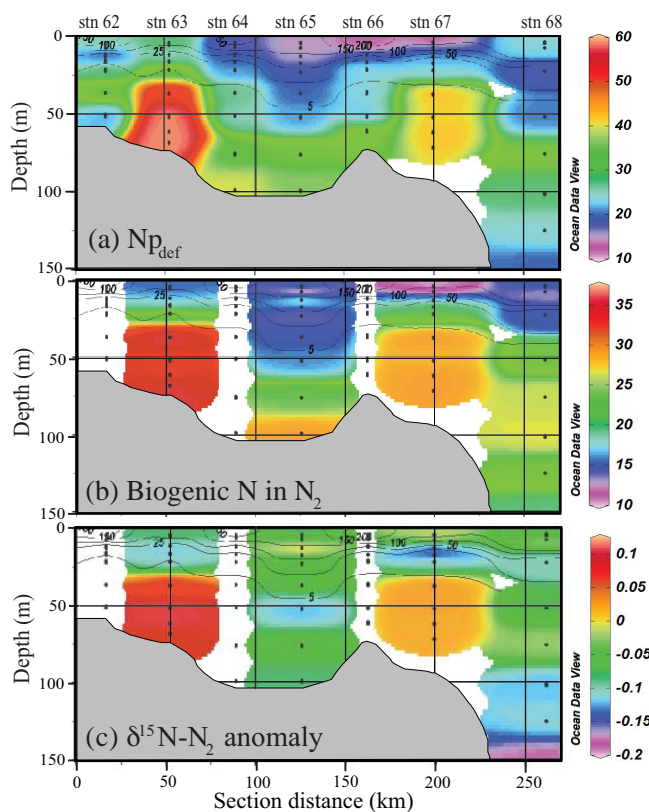 stn 62 stn 63 stn 64 stn 65 stn 66 stn 67 stn 68
0
50
100
150
Depth (m)
(a) Np def
50 100 25 5 150 200 100 50
60
50
40
30
20
10
Ocean Data View
0
50
100
150
Depth (m)
(b) Biogenic N in N2
100 25 5 150 200 100 50
35
30
25
20
15
10
Ocean Data View
0
50
100
150
Depth (m)
(c) δ15N-N2 anomaly
100 25 5 150 200 100 50
0.1
0.05
0
-0.05
-0.1
-0.15
-0.2
Ocean Data View
0 50 100 150 200 250
Section distance (km)